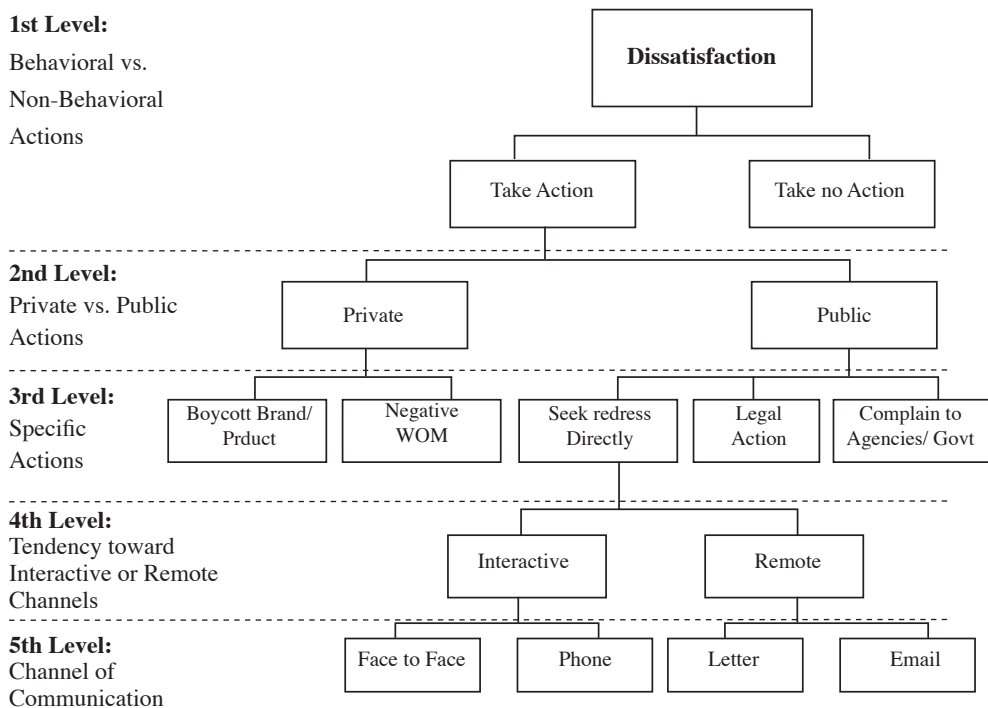 1st Level:
Behavioral vs.
Non-Behavioral
Actions
Dissatisfaction
Take Action
Take no Action
2nd Level:
Private vs. Public
Actions
Private
Public
3rd Level:
Specific
Actions
Boycott Brand/
Prduct
Negative
WOM
Seek redress
Directly
Legal
Action
Complain to
Agencies/ Govt
4th Level:
Tendency toward
Interactive or Remote
Channels
Interactive
Remote
5th Level:
Channel of
Communication
Face to Face
Phone
Letter
Email